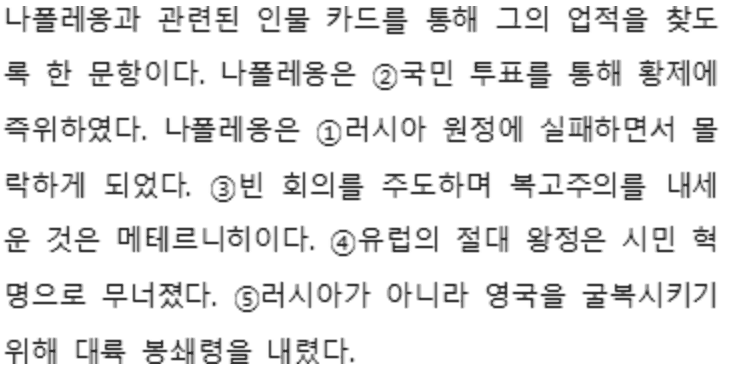 나폴레옹과 관련된 인물 카드를 통해 그의 업적을 찾도
록 한 문항이다. 나폴레옹은 ②국민 투표를 통해 황제에
즉위하였다. 나폴레옹은 ①러시아 원정에 실패하면서 몰
락하게 되었다. ③빈 회의를 주도하며 복고주의를 내세
운 것은 메테르니히이다. ④유럽의 절대 왕정은 시민 혁
명으로 무너졌다. ⑤러시아가 아니라 영국을 굴복시키기
위해 대륙 봉쇄령을 내렸다.